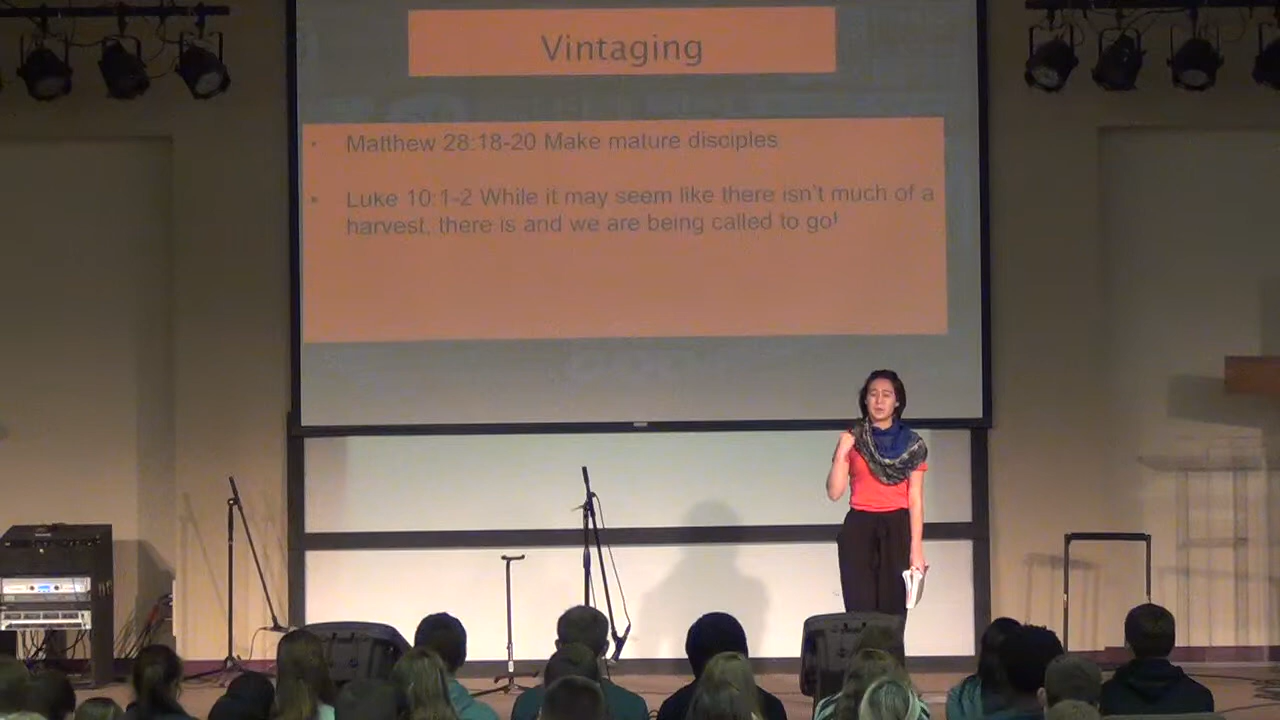 Vintaging
• Matthew 28:18-20 Make mature disciples
• Luke 10:1-2 While it may seem like there isn't much of a
harvest, there is and we are being called to go!